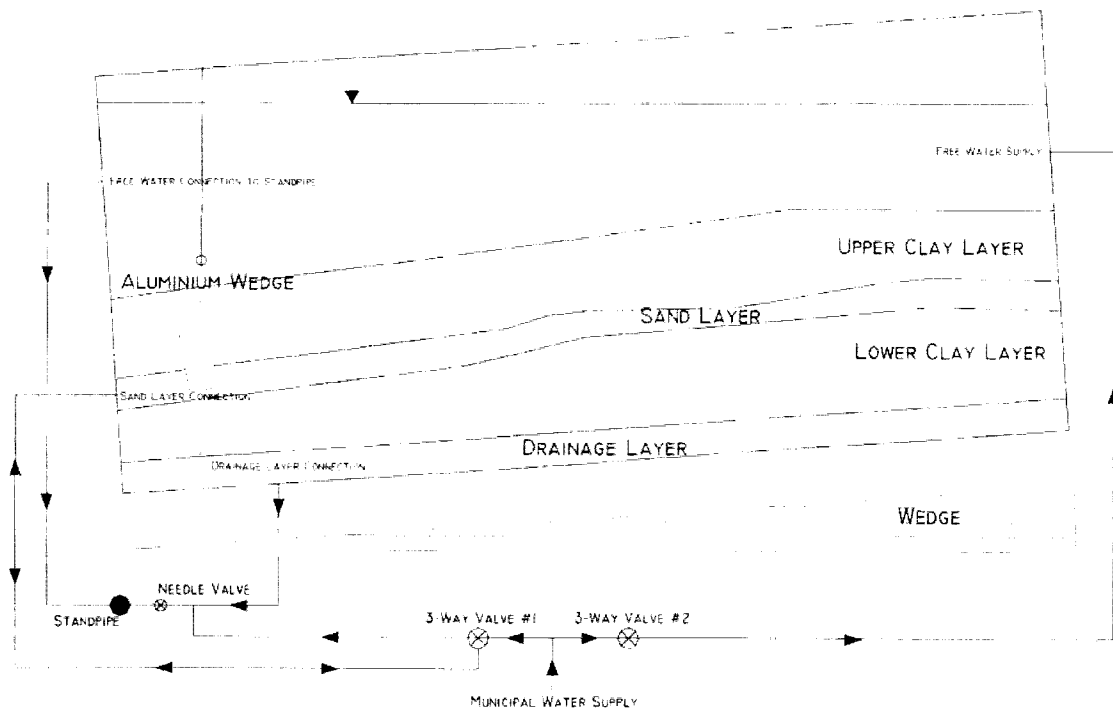 FREE WATER SUPPLY
FREE WATER CONNECTION TO STANDPIPE
UPPER CLAY LAYER
ALUMINIUM WEDGE
SAND LAYER
LOWER CLAY LAYER
SAND LAYER CONNECTION
DRAINAGE LAYER
DRAINAGE LAYER CONNECTION
WEDGE
NEEDLE VALVE
STANDPIPE
3-WAY VALVE #1
3-WAY VALVE #2
MUNICIPAL WATER SUPPLY